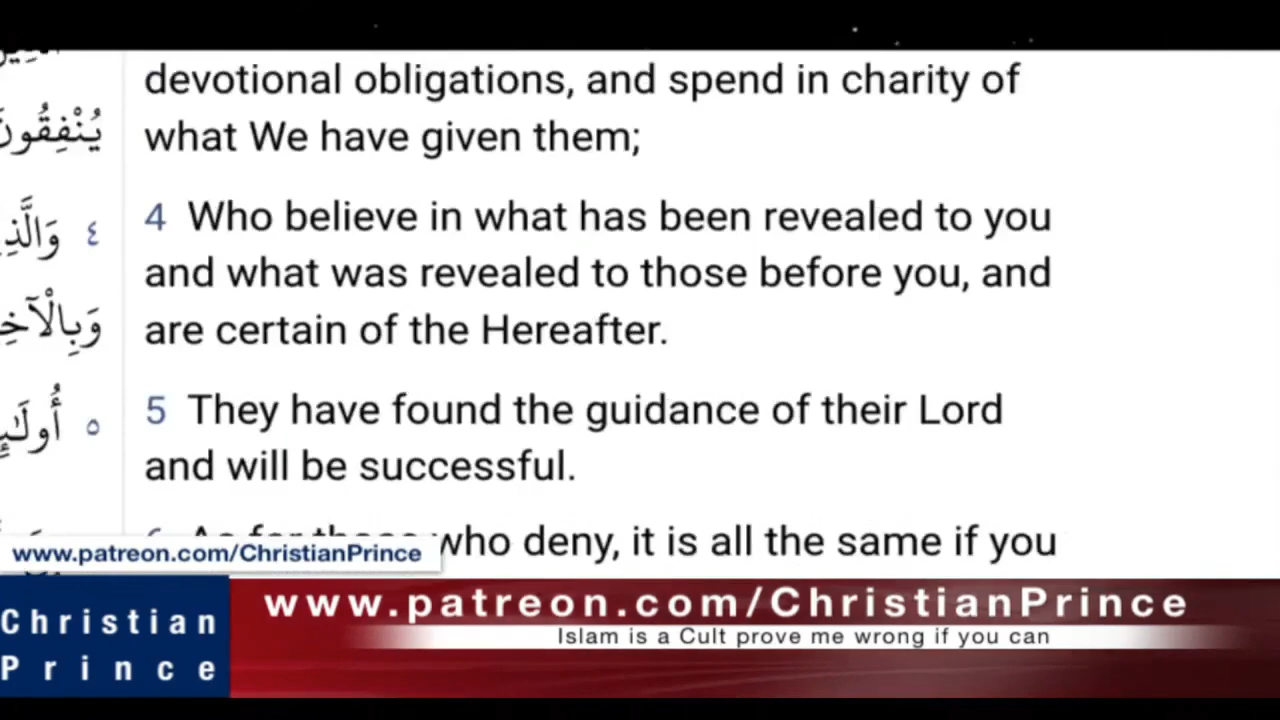 devotional obligations, and spend in charity of
what We have given them;
يُنْفِقُونَ
4 Who believe in what has been revealed to you
٤
and what was revealed to those before you, and
are certain of the Hereafter.
5 They have found the guidance of their Lord
٥
and will be successful.
who deny, it is all the same if you
www.patreon.com/ChristianPrince
Christian
Prince
www.patreon.com/ChristianPrince
Islam is a Cult prove me wrong if you can